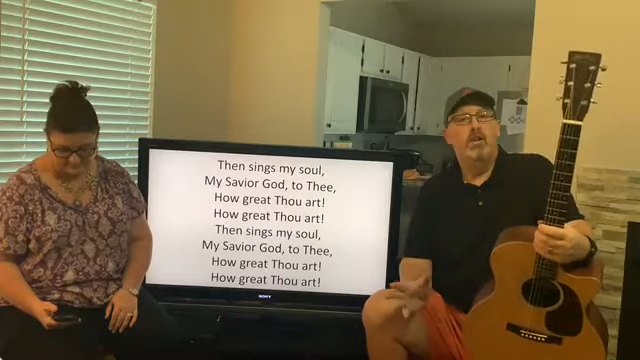 Then sings my soul,
My Savior God, to Thee,
How great Thou art!
How great Thou art!
Then sings my soul,
My Savior God, to Thee,
How great Thou art!
How great Thou art!
SONY